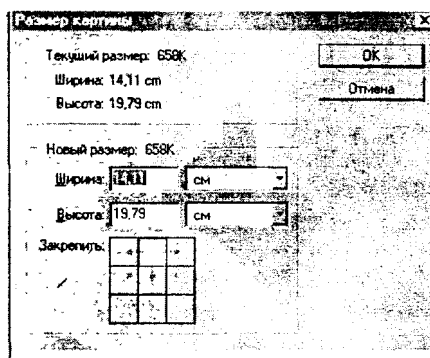 Размер картины
Текущий размер: 658K
Ширина: 14,11 cm
Высота: 19,79 cm
OK
Отмена
Новый размер: 658K
Ширина: 14,11 см
Высота: 19,79 см
Закрепить: